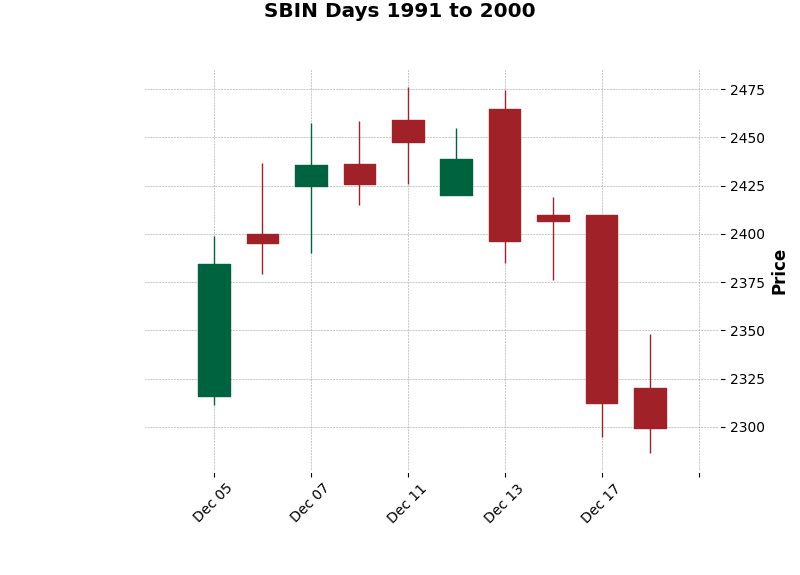 SBIN Days 1991 to 2000
2475
2450
2425
2400
2375
2350
2325
2300
Price
Dec 05
Dec 07
Dec 11
Dec 13
Dec 17